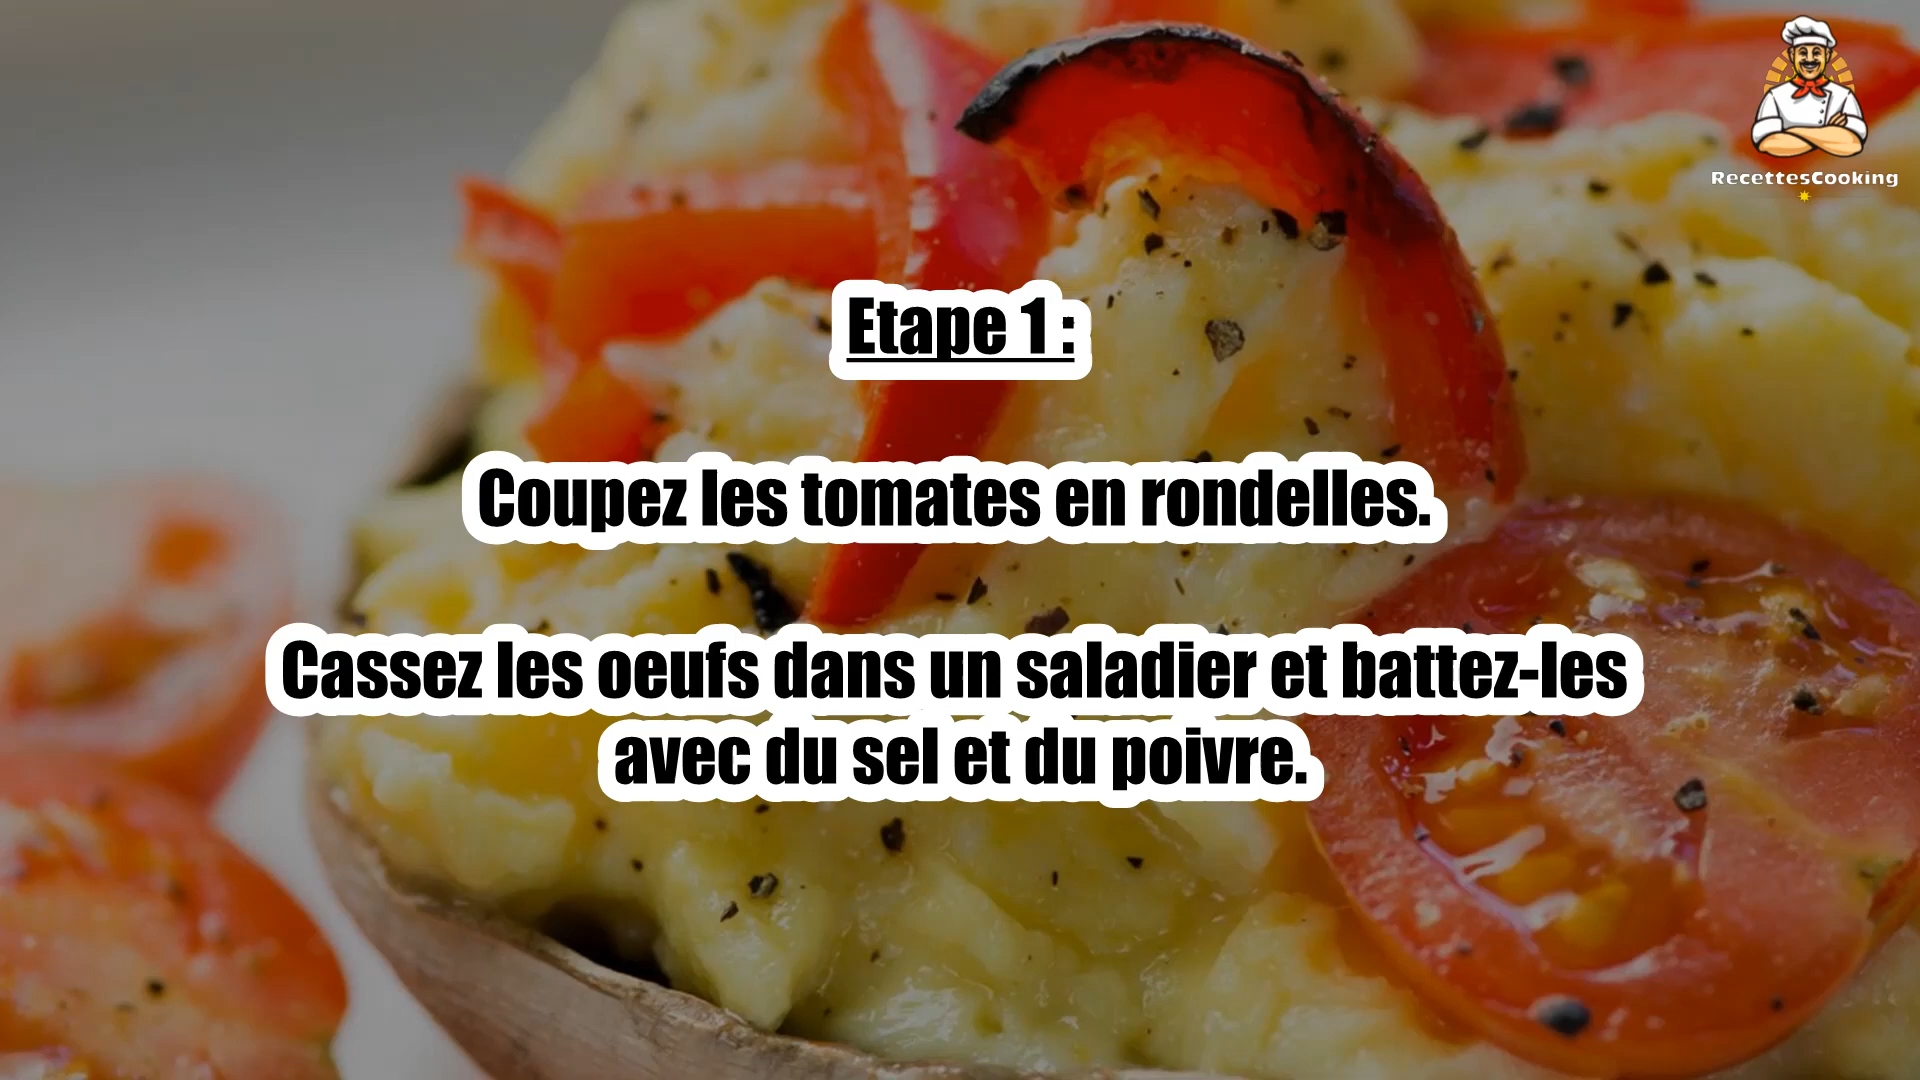 RecettesCooking
Etape 1 :
Coupez les tomates en rondelles.
Cassez les oeufs dans un saladier et battez-les
avec du sel et du poivre.